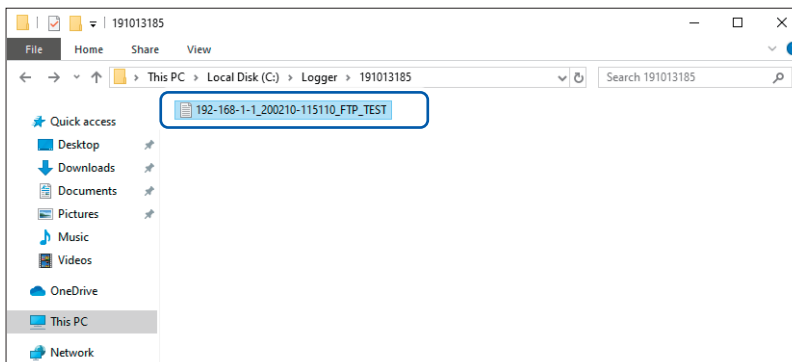 191013185
File Home Share View
This PC > Local Disk (C:) > Logger > 191013185
Search 191013185
192-168-1-1_200210-115110_FTP_TEST
Quick access
Desktop
Downloads
Documents
Pictures
Music
Videos
OneDrive
This PC
Network